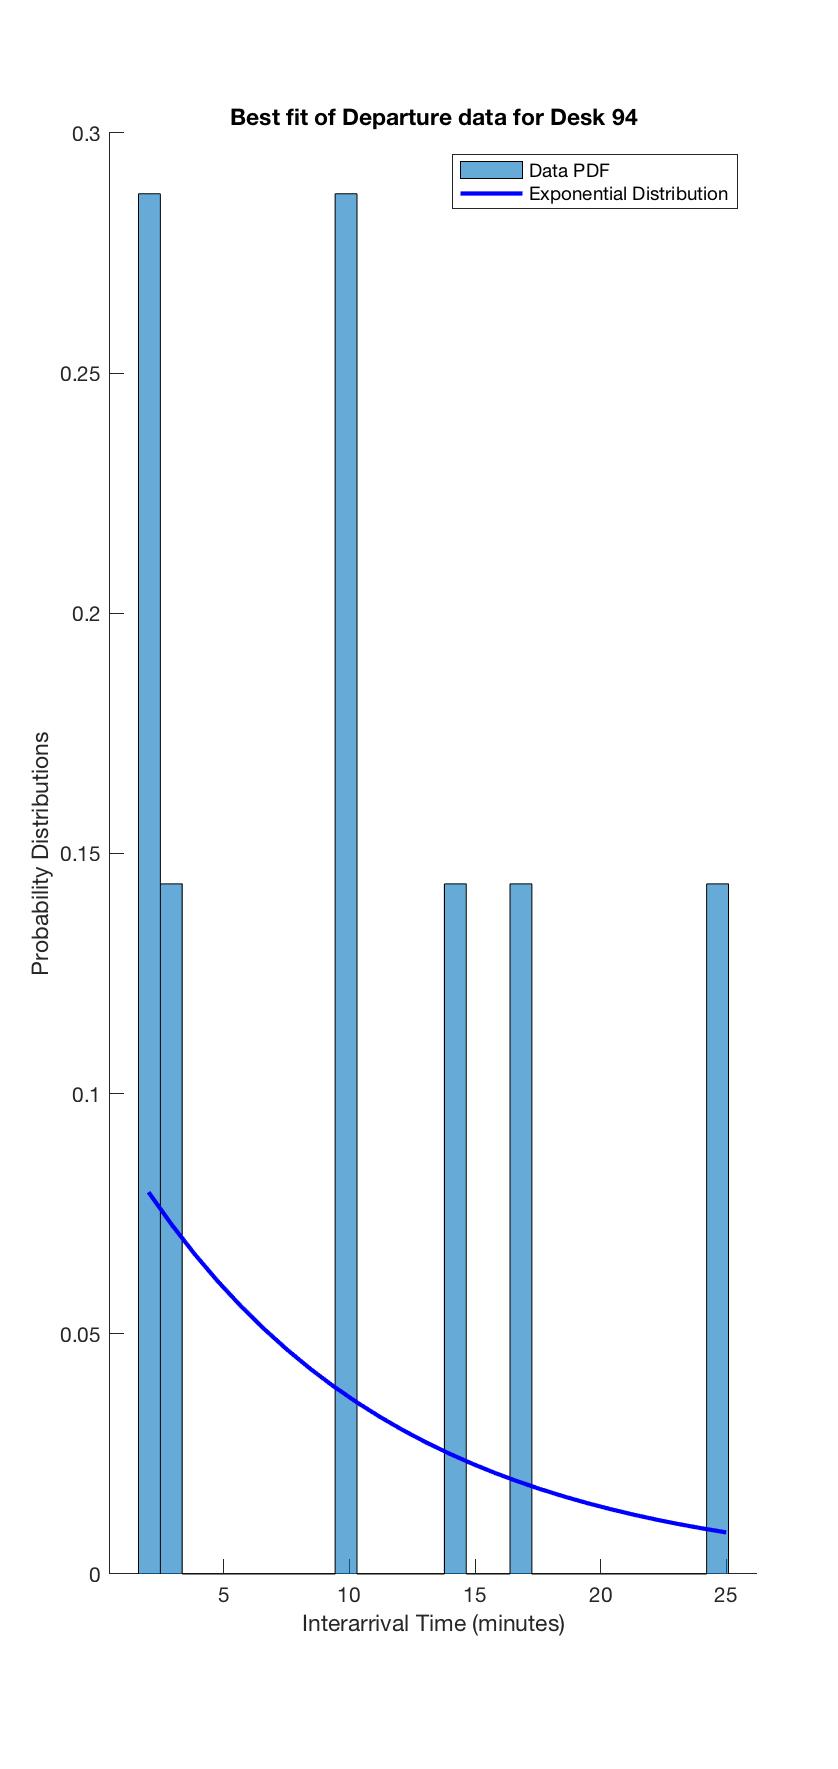 Best fit of Departure data for Desk 94
Data PDF
Exponential Distribution
0.3
0.25
0.2
0.15
0.1
0.05
0
Probability Distributions
5 10 15 20 25
Interarrival Time (minutes)